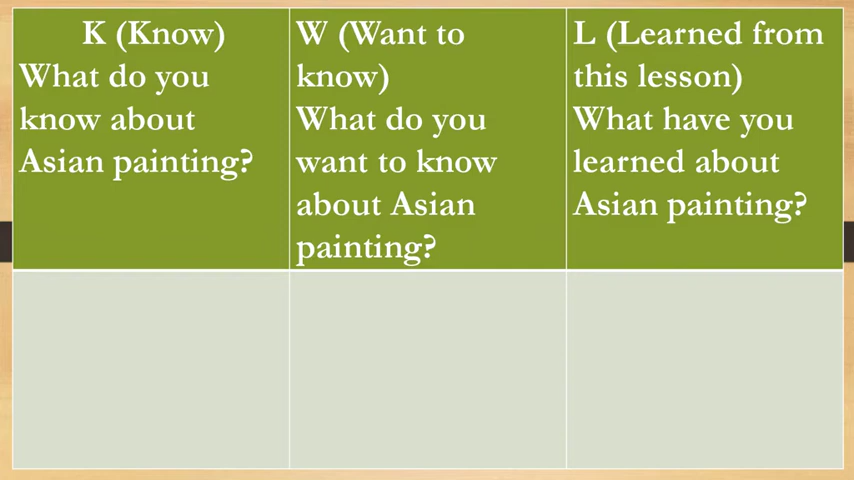 K (Know)
What do you
know about
Asian painting?
W (Want to
know)
What do you
want to know
about Asian
painting?
L (Learned from
this lesson)
What have you
learned about
Asian painting?